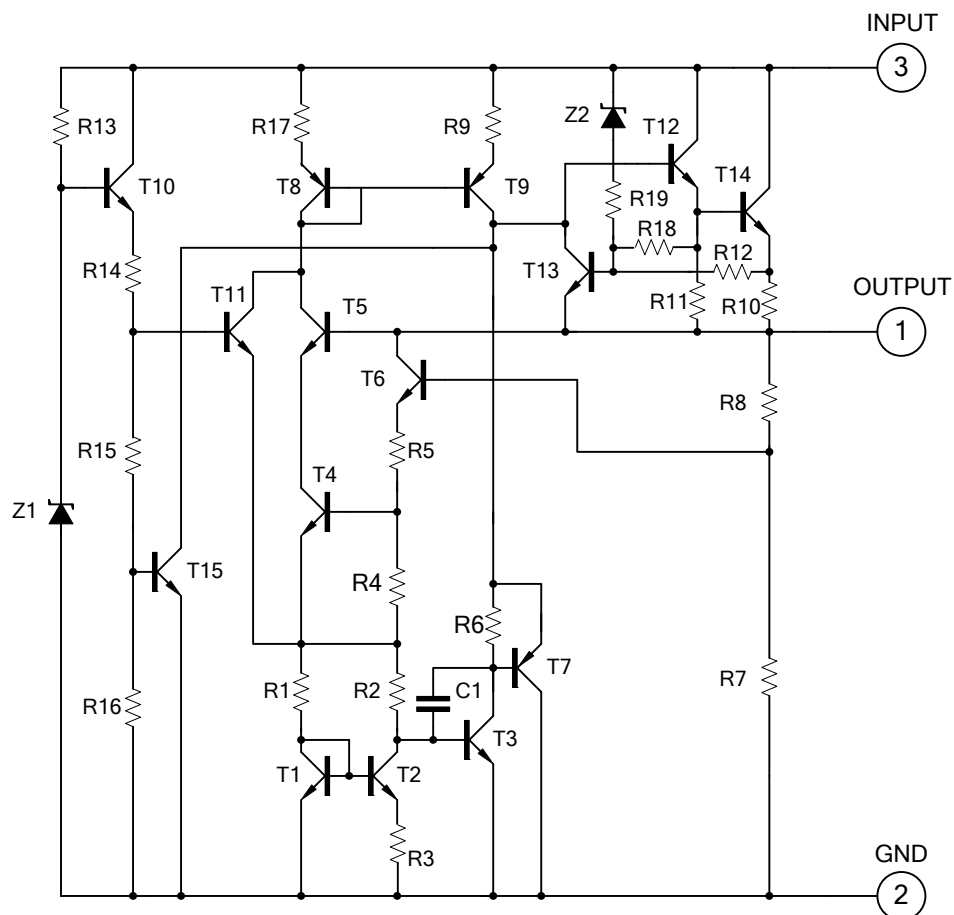 INPUT
3
R13
R17
R9
Z2
T12
T10
T8
T9
T14
R19
R18
R12
R14
T13
T11
T5
R11
R10
OUTPUT
1
T6
R8
R15
R5
Z1
T4
T15
R4
R6
T7
R16
R1
R2
C1
R7
T3
T1
T2
R3
GND
2